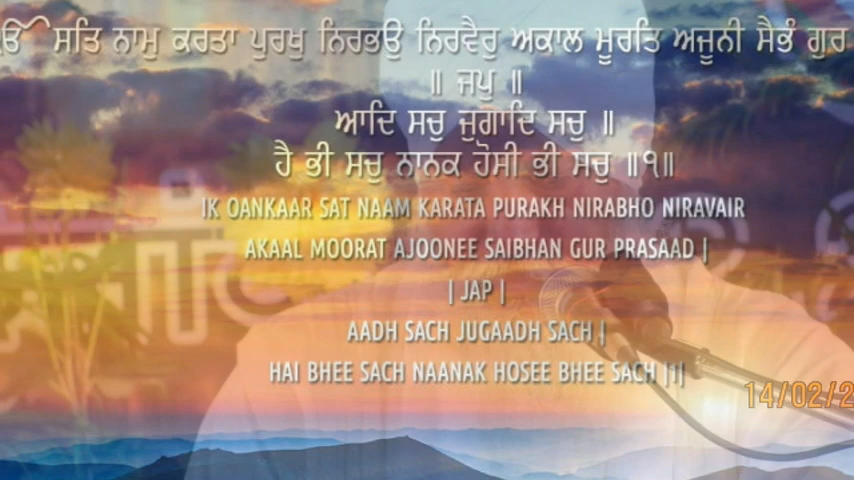 ੴ ਸਤਿ ਨਾਮੁ ਕਰਤਾ ਪੁਰਖੁ ਨਿਰਭਉ ਨਿਰਵੈਰੁ ਅਕਾਲ ਮੂਰਤਿ ਅਜੂਨੀ ਸੈਭੰ ਗੁਰ
॥ ਜਪੁ ॥
ਆਦਿ ਸਚੁ ਜੁਗਾਦਿ ਸਚੁ ॥
ਹੈ ਭੀ ਸਚੁ ਨਾਨਕ ਹੋਸੀ ਭੀ ਸਚੁ ॥੧॥
IK OANKAAR SAT NAAM KARATA PURAKH NIRABHO NIRAVAIR
AKAAL MOORAT AJOONEE SAIBHAN GUR PRASAAD |
| JAP |
AADH SACH JUGAADH SACH |
HAI BHEE SACH NAANAK HOSEE BHEE SACH |||
14/02/2